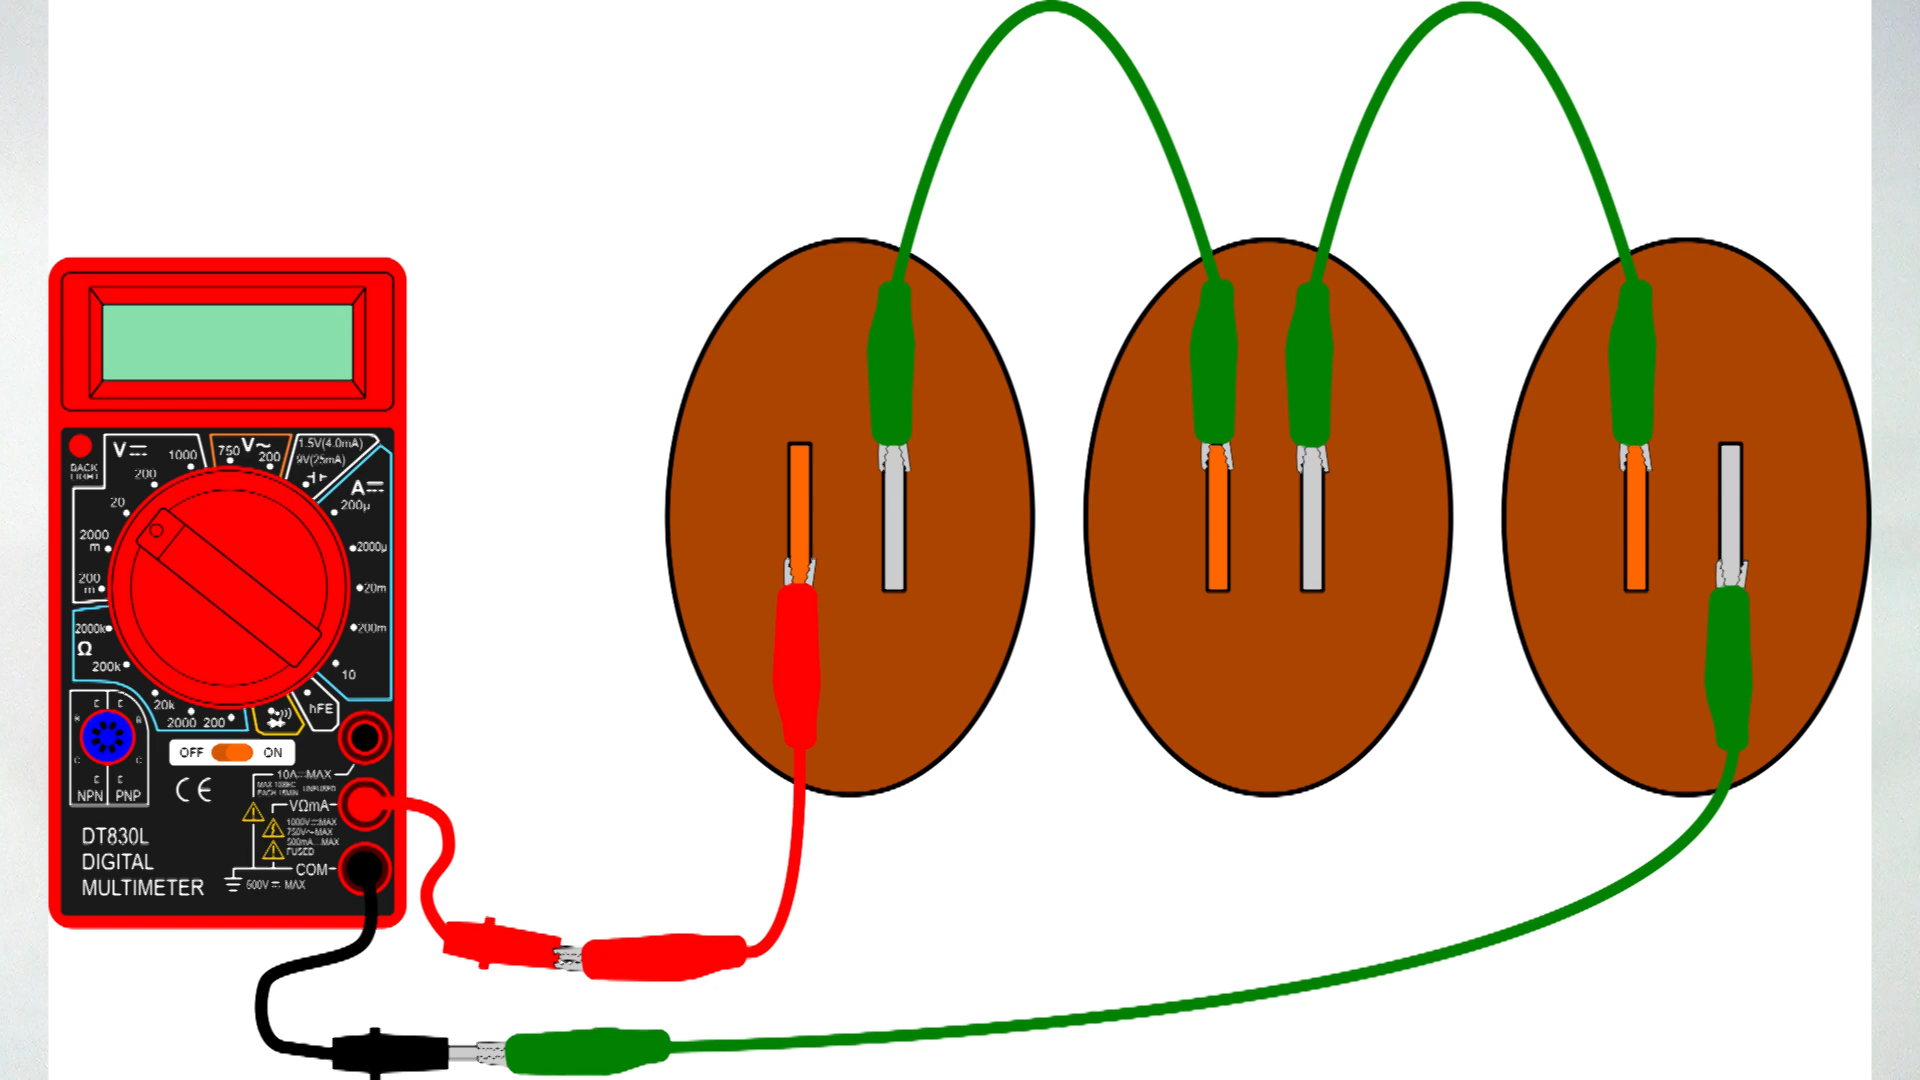 V⎓
1000
750
V~
200
1.5V(4.0mA)
9V(25mA)
BACK
LIGHT
200
A⎓
20
200µ
2000
m
2000µ
200
m
20m
2000k
200m
Ω
200k
10
20k
2000
200
hFE
OFF
ON
E E
B B
C C
E E
NPN PNP
CE
10A⎓MAX
VΩmA
1000V⎓MAX
750V~MAX
500mA⎓MAX
FUSED
COM
500V ⎓ MAX
DT830L
DIGITAL
MULTIMETER